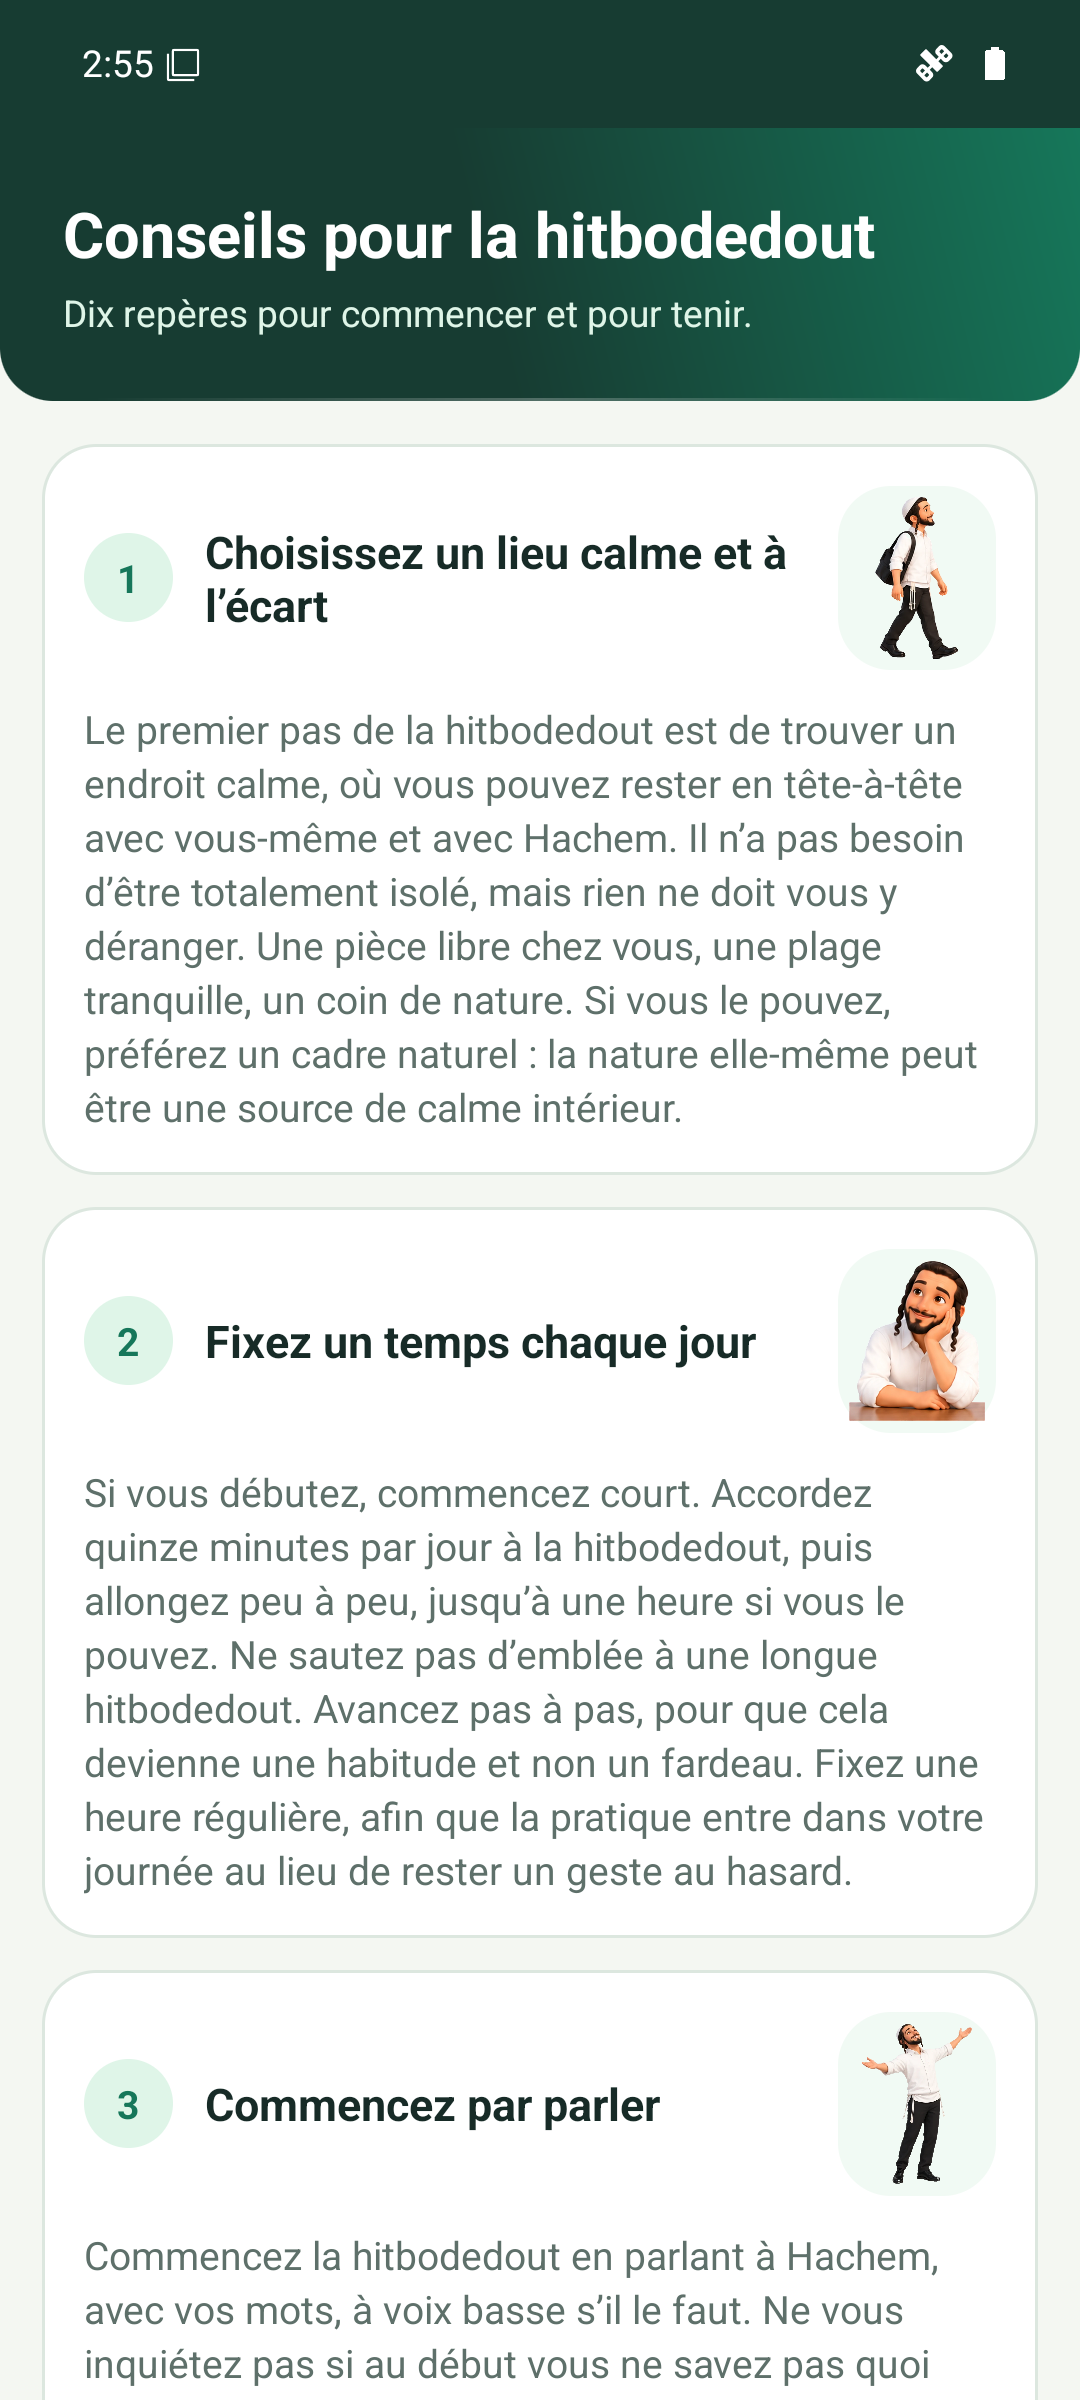 2:55
Conseils pour la hitbodedout
Dix repères pour commencer et pour tenir.
1
Choisissez un lieu calme et à
l’écart
Le premier pas de la hitbodedout est de trouver un
endroit calme, où vous pouvez rester en tête-à-tête
avec vous-même et avec Hachem. Il n’a pas besoin
d’être totalement isolé, mais rien ne doit vous y
déranger. Une pièce libre chez vous, une plage
tranquille, un coin de nature. Si vous le pouvez,
préférez un cadre naturel : la nature elle-même peut
être une source de calme intérieur.
2
Fixez un temps chaque jour
Si vous débutez, commencez court. Accordez
quinze minutes par jour à la hitbodedout, puis
allongez peu à peu, jusqu’à une heure si vous le
pouvez. Ne sautez pas d’emblée à une longue
hitbodedout. Avancez pas à pas, pour que cela
devienne une habitude et non un fardeau. Fixez une
heure régulière, afin que la pratique entre dans votre
journée au lieu de rester un geste au hasard.
3
Commencez par parler
Commencez la hitbodedout en parlant à Hachem,
avec vos mots, à voix basse s’il le faut. Ne vous
inquiétez pas si au début vous ne savez pas quoi